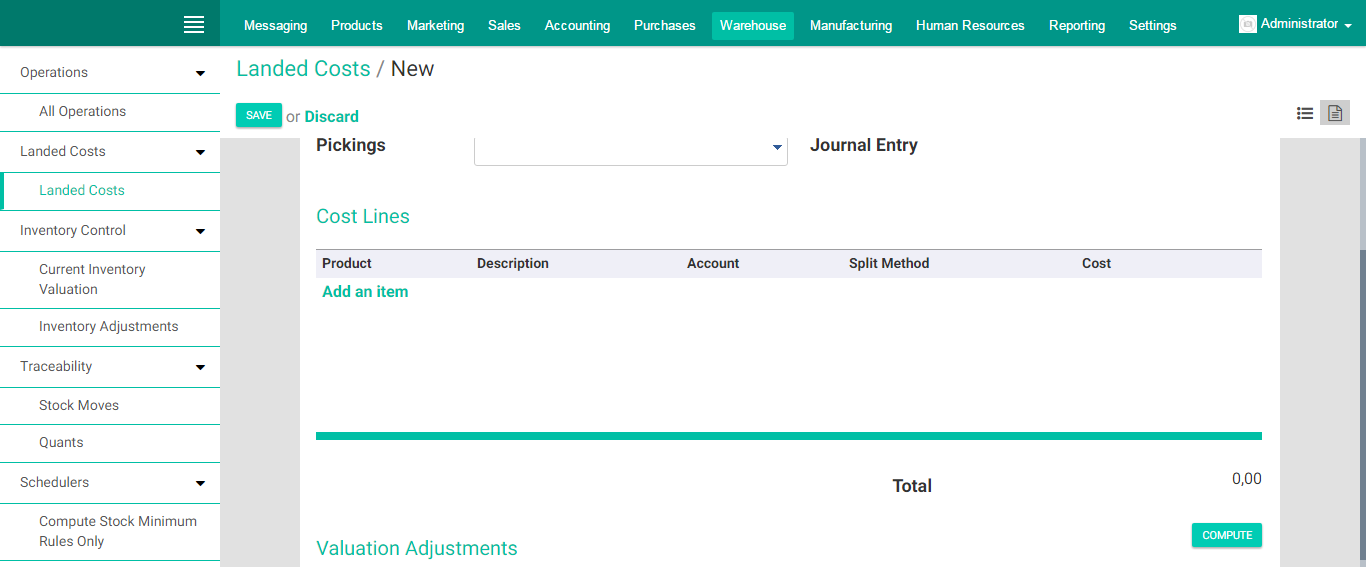 Messaging Products Marketing Sales Accounting Purchases Warehouse Manufacturing Human Resources Reporting Settings Administrator
Operations
All Operations
Landed Costs
Landed Costs
Inventory Control
Current Inventory
Valuation
Inventory Adjustments
Traceability
Stock Moves
Quants
Schedulers
Compute Stock Minimum
Rules Only
Landed Costs / New
SAVE or Discard
Pickings Journal Entry
Cost Lines
Product Description Account Split Method Cost
Add an item
Total 0,00
COMPUTE
Valuation Adjustments